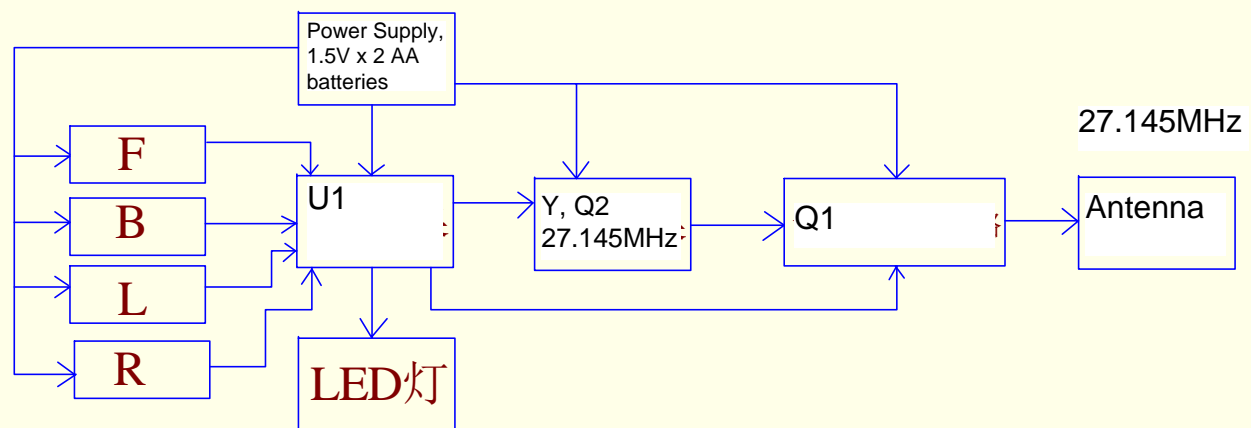 Power Supply,
1.5V x 2 AA
batteries
27.145MHz
F
B
L
R
U1
Y, Q2
27.145MHz
Q1
Antenna
LED灯